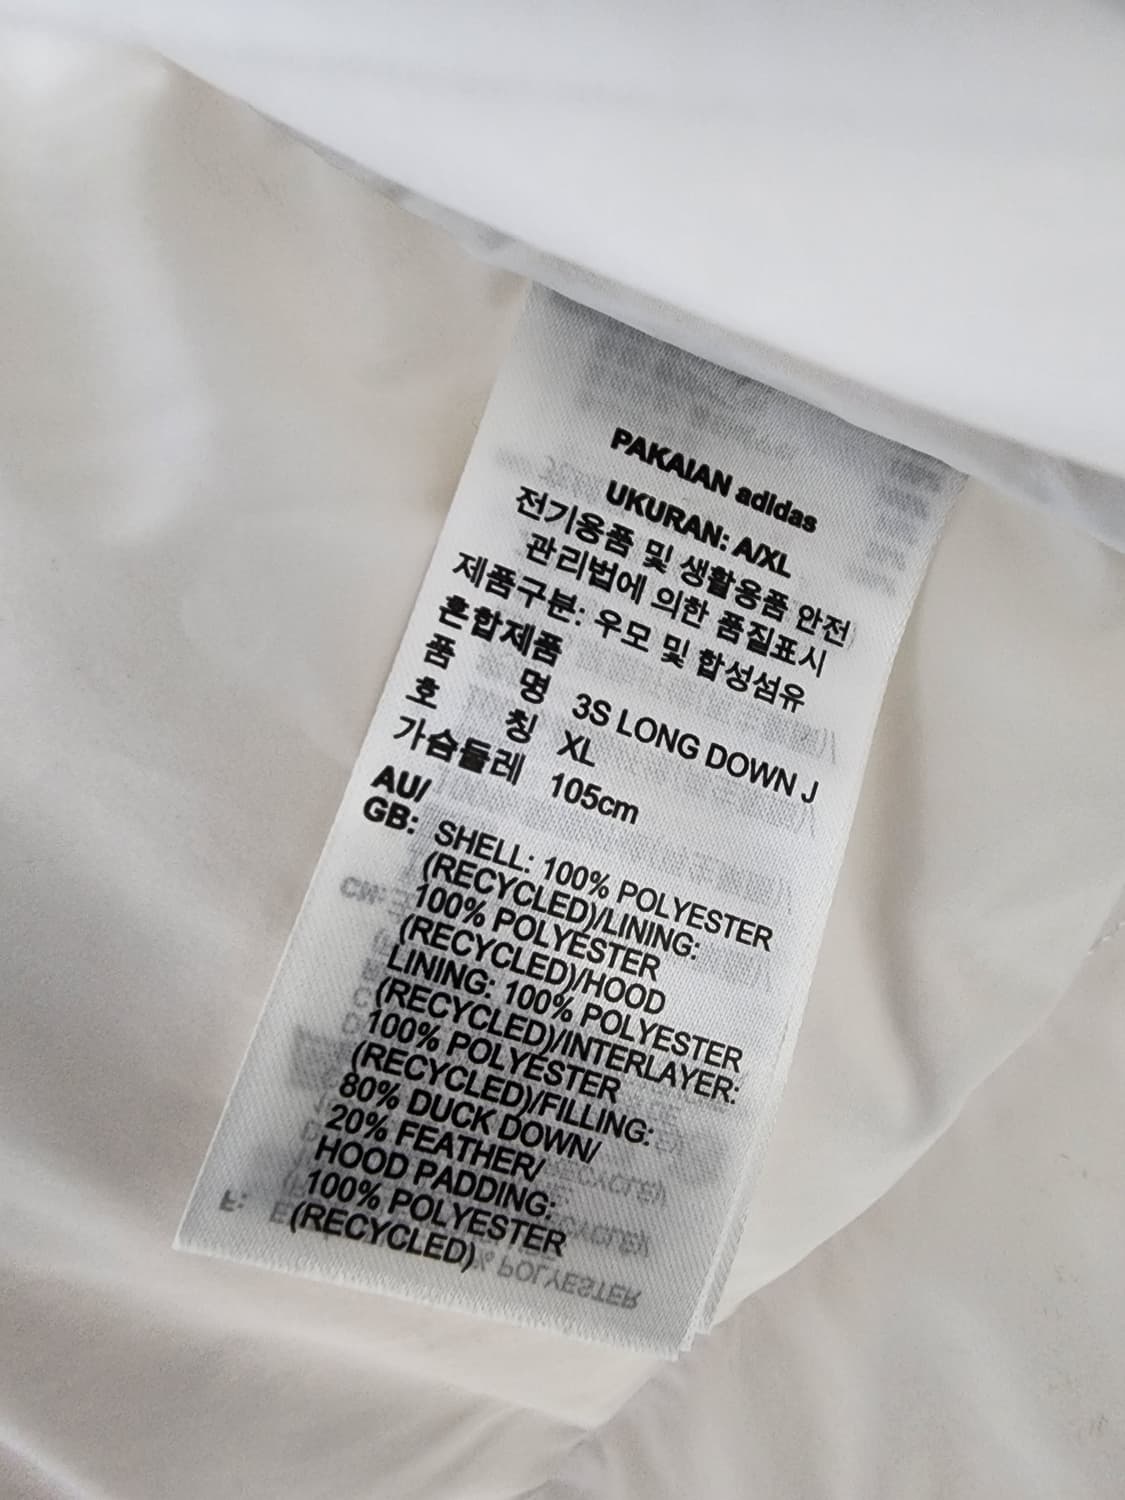 PAKAIAN adidas
UKURAN: A/XL
전기용품 및 생활용품 안전
관리법에 의한 품질표시
제품구분: 우모 및 합성섬유
혼합제품
품 명 3S LONG DOWN J
호 칭 XL
가슴둘레 105cm
AU/
GB: SHELL: 100% POLYESTER
(RECYCLED)/LINING:
100% POLYESTER
(RECYCLED)/HOOD
LINING: 100% POLYESTER
(RECYCLED)/INTERLAYER:
100% POLYESTER
(RECYCLED)/FILLING:
80% DUCK DOWN/
20% FEATHER/
HOOD PADDING:
100% POLYESTER
(RECYCLED)